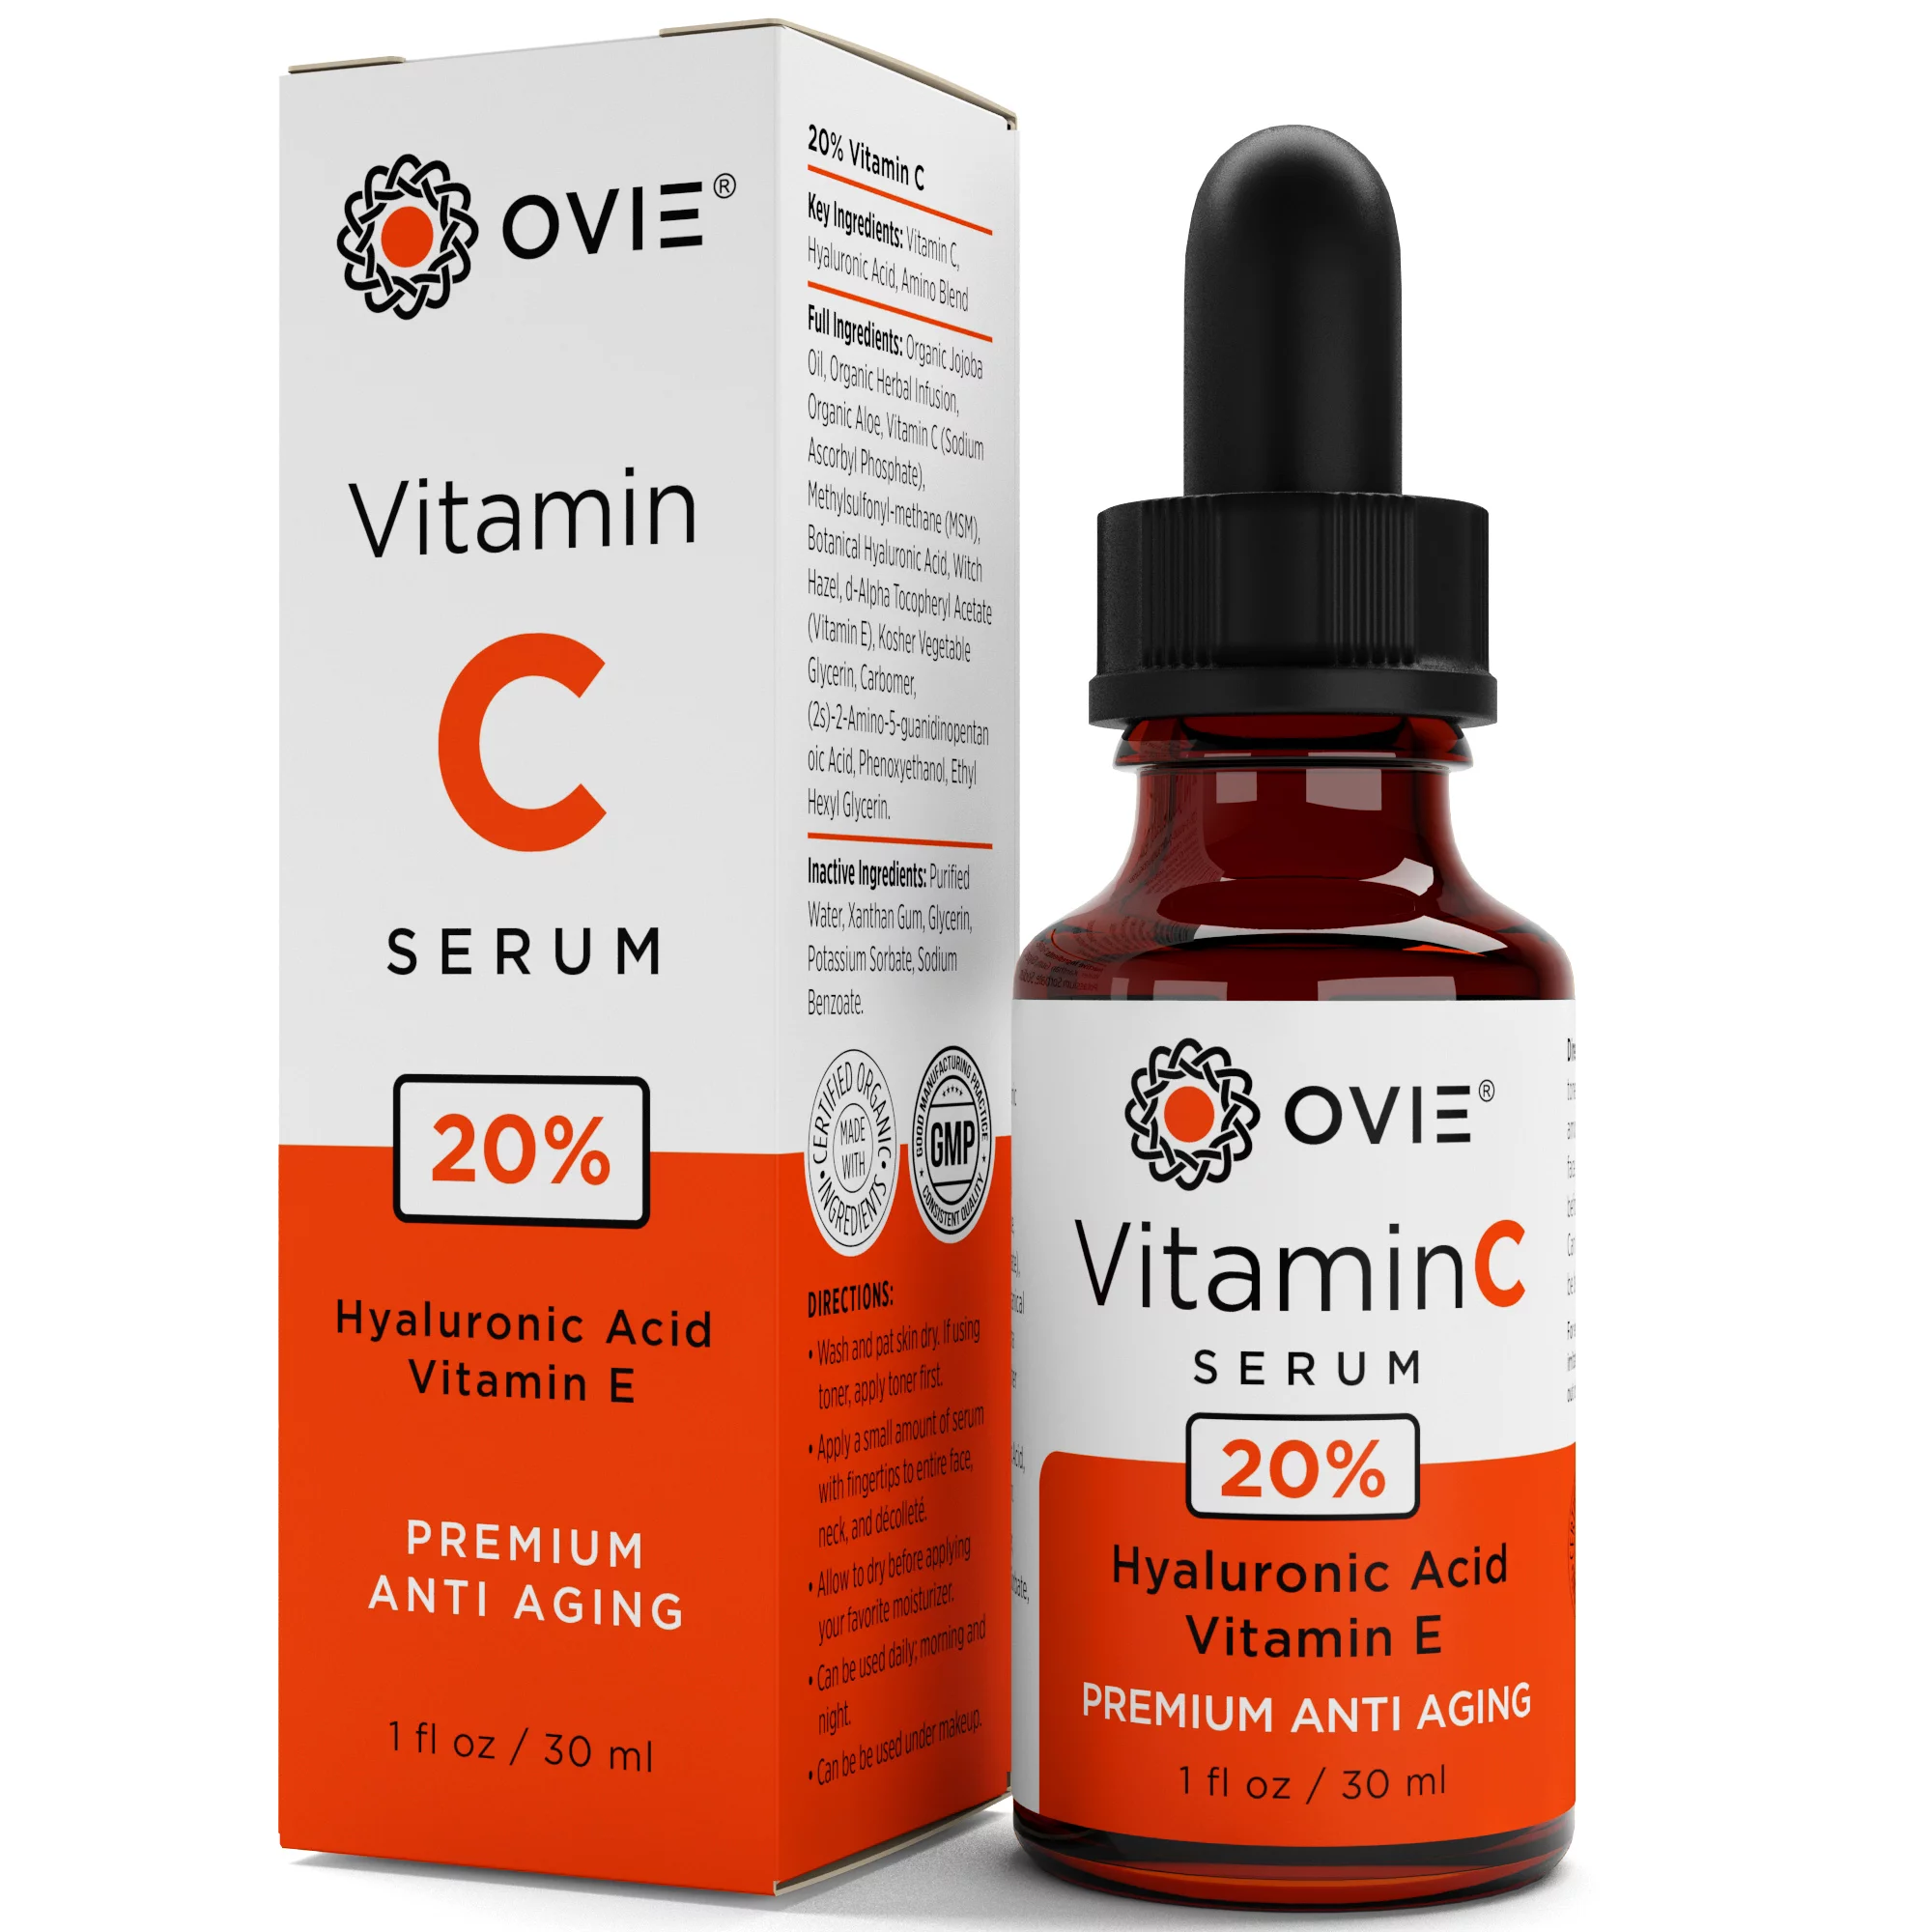 OVIE®
Vitamin
C
SERUM
20%
Hyaluronic Acid
Vitamin E
PREMIUM
ANTI AGING
1 fl oz / 30 ml
20% Vitamin C
Key Ingredients: Vitamin C,
Hyaluronic Acid, Amino Blend
Full Ingredients: Organic Jojoba
Oil, Organic Herbal Infusion,
Organic Aloe, Vitamin C (Sodium
Ascorbyl Phosphate),
Methylsulfonyl-methane (MSM),
Botanical Hyaluronic Acid, Witch
Hazel, d-Alpha Tocopheryl Acetate
(Vitamin E), Kosher Vegetable
Glycerin, Carbomer,
(2s)-2-Amino-5-guanidinopentan
oic Acid, Phenoxyethanol, Ethyl
Hexyl Glycerin.
Inactive Ingredients: Purified
Water, Xanthan Gum, Glycerin,
Potassium Sorbate, Sodium
Benzoate.
CERTIFIED ORGANIC
MADE
WITH
INGREDIENTS
GOOD MANUFACTURING PRACTICE
GMP
CONSISTENT QUALITY
DIRECTIONS:
• Wash and pat skin dry. If using
toner, apply toner first.
• Apply a small amount of serum
with fingertips to entire face,
neck, and décolleté.
• Allow to dry before applying
your favorite moisturizer.
• Can be used daily; morning and
night.
• Can be be used under makeup.
OVIE®
VitaminC
SERUM
20%
Hyaluronic Acid
Vitamin E
PREMIUM ANTI AGING
1 fl oz / 30 ml